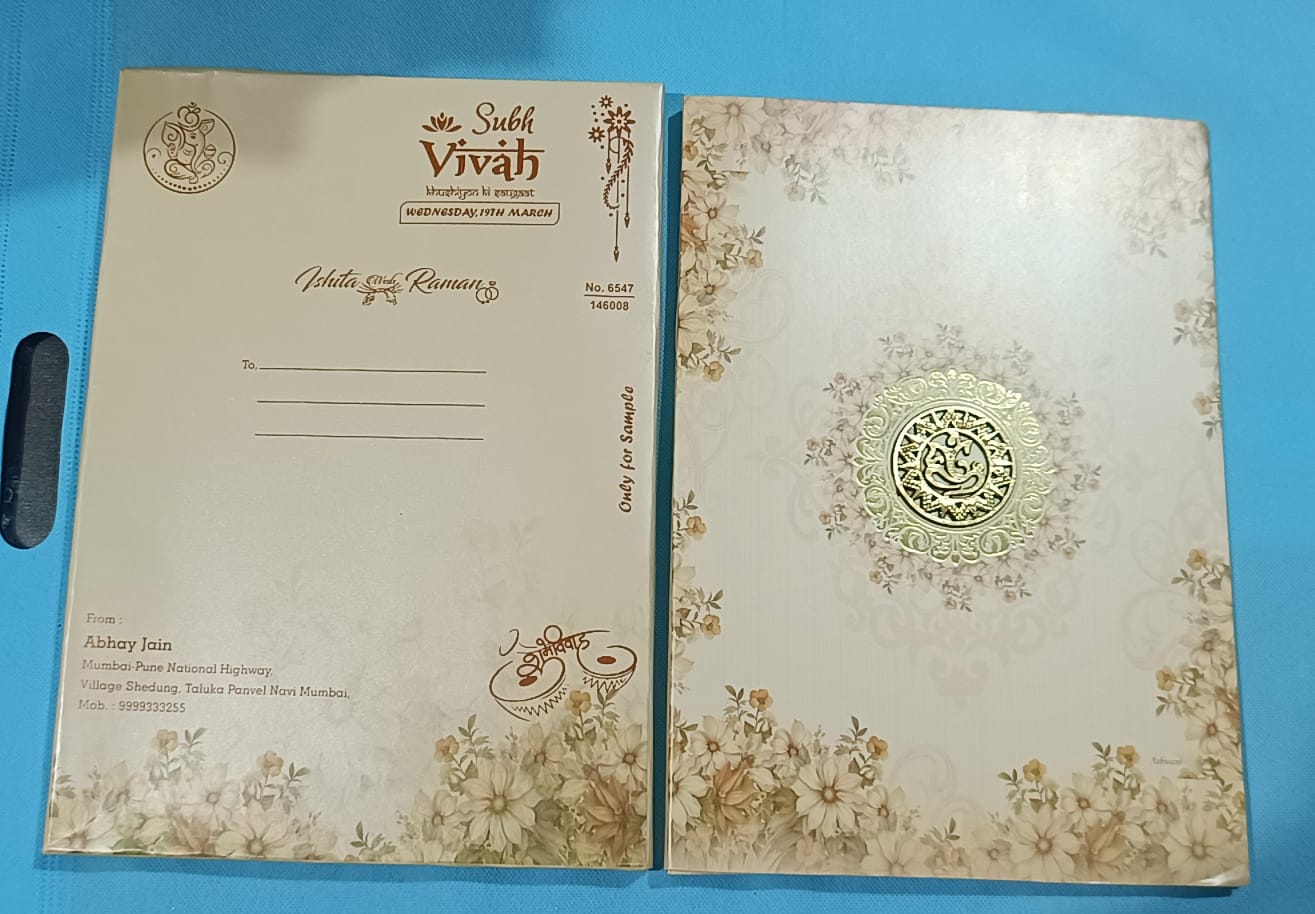 Subh
Vivah
khushiyon ki saugaat
WEDNESDAY, 19TH MARCH
Ishita Weds Raman
No. 6547
146008
To,
Only for Sample
From :
Abhay Jain
Mumbai-Pune National Highway,
Village Shedung, Taluka Panvel Navi Mumbai,
Mob. : 9999333255
शुभविवाह